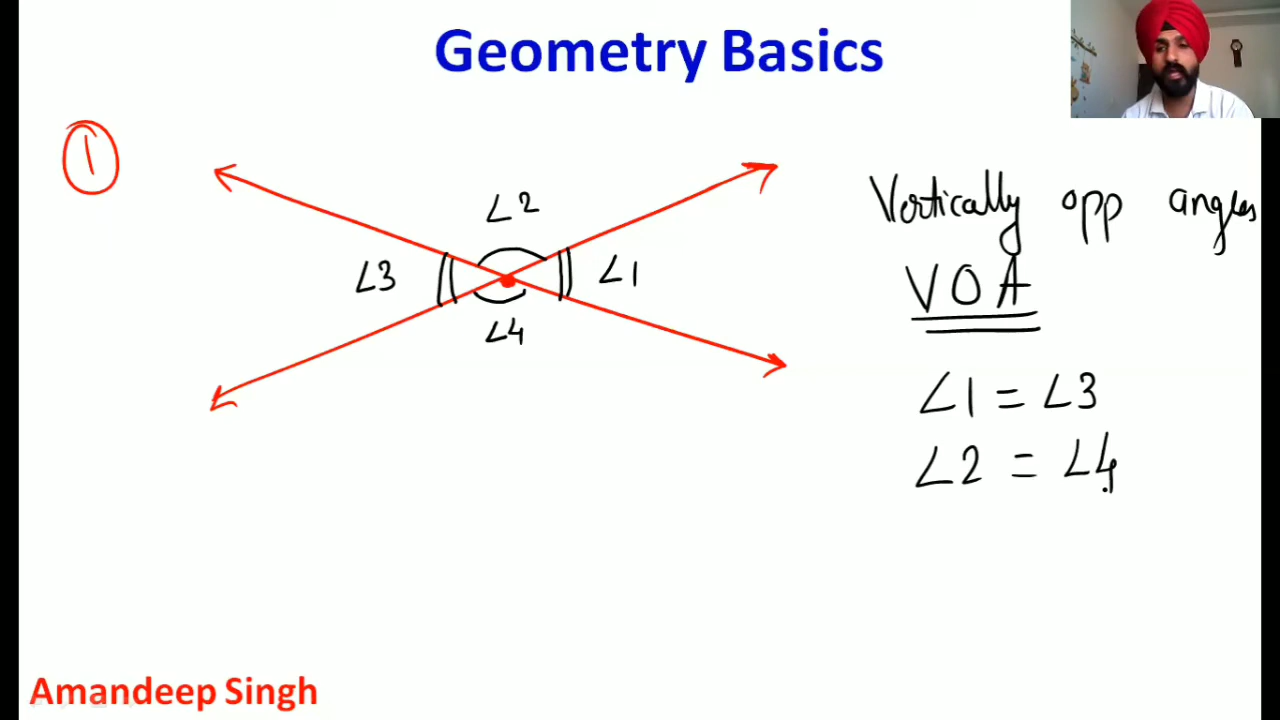 Geometry Basics
1
∠2
∠3
∠1
∠4
Vertically opp angles
VOA
∠1 = ∠3
∠2 = ∠4
Amandeep Singh